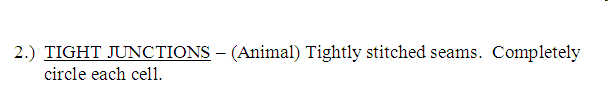 2.) TIGHT JUNCTIONS – (Animal) Tightly stitched seams. Completely
circle each cell.